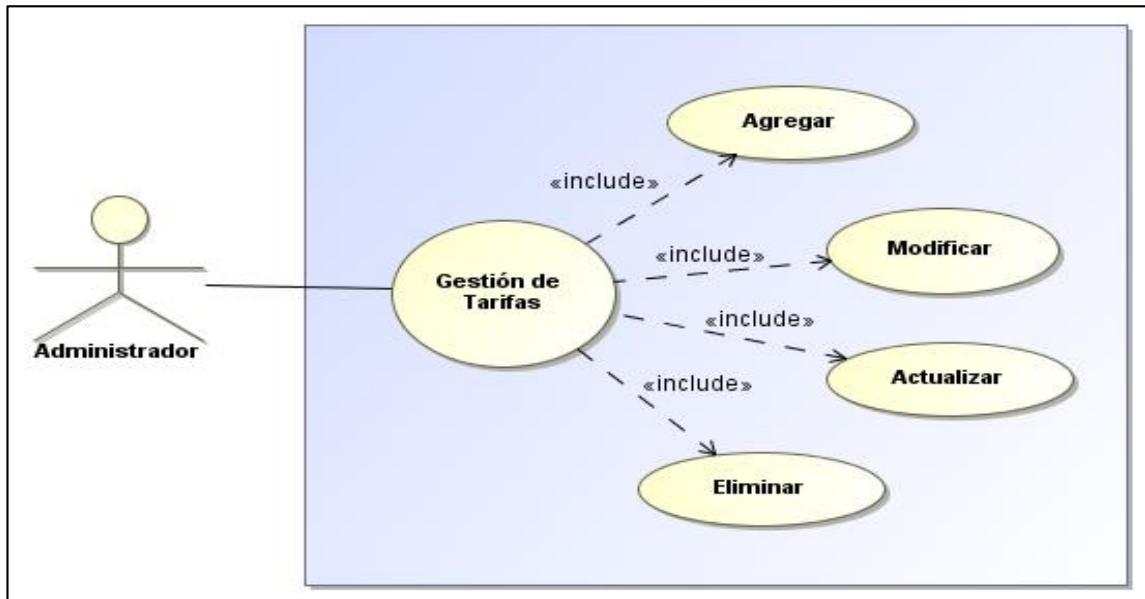 Agregar
«include»
Modificar
«include»
Gestión de
Tarifas
«include»
Administrador
Actualizar
«include»
Eliminar